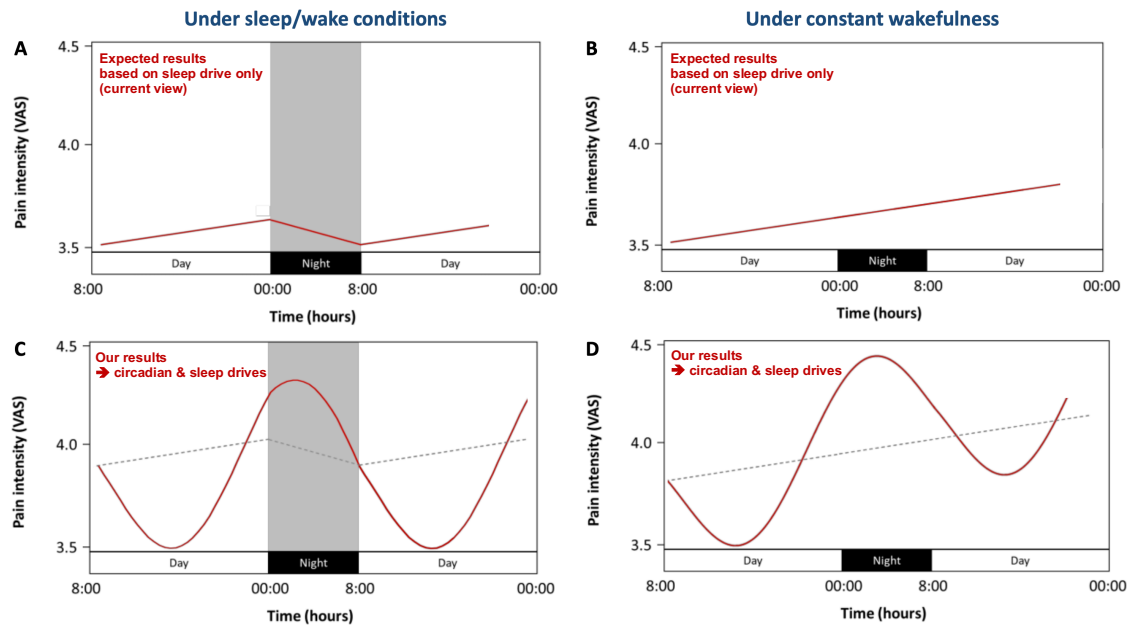 Under sleep/wake conditions
Under constant wakefulness
A
4.5
4.0
3.5
Pain intensity (VAS)
Expected results
based on sleep drive only
(current view)
Day
Night
Day
8:00
00:00
8:00
00:00
Time (hours)
B
4.5
4.0
3.5
Pain intensity (VAS)
Expected results
based on sleep drive only
(current view)
Day
Night
Day
8:00
00:00
8:00
00:00
Time (hours)
C
4.5
4.0
3.5
Pain intensity (VAS)
Our results
➔ circadian & sleep drives
Day
Night
Day
8:00
00:00
8:00
00:00
Time (hours)
D
4.5
4.0
3.5
Pain intensity (VAS)
Our results
➔ circadian & sleep drives
Day
Night
Day
8:00
00:00
8:00
00:00
Time (hours)